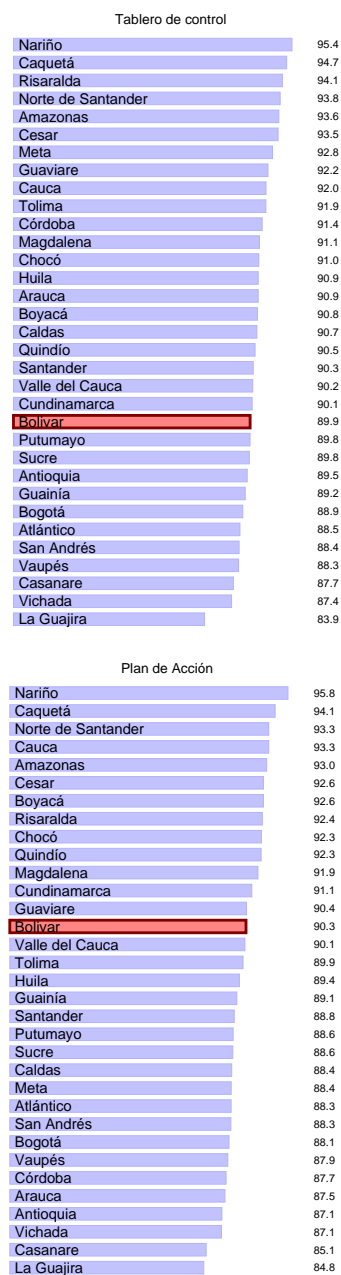 Tablero de control
Nariño 95.4
Caquetá 94.7
Risaralda 94.1
Norte de Santander 93.8
Amazonas 93.6
Cesar 93.5
Meta 92.8
Guaviare 92.2
Cauca 92.0
Tolima 91.9
Córdoba 91.4
Magdalena 91.1
Chocó 91.0
Huila 90.9
Arauca 90.9
Boyacá 90.8
Caldas 90.7
Quindío 90.5
Santander 90.3
Valle del Cauca 90.2
Cundinamarca 90.1
Bolivar 89.9
Putumayo 89.8
Sucre 89.8
Antioquia 89.5
Guainía 89.2
Bogotá 88.9
Atlántico 88.5
San Andrés 88.4
Vaupés 88.3
Casanare 87.7
Vichada 87.4
La Guajira 83.9
Plan de Acción
Nariño 95.8
Caquetá 94.1
Norte de Santander 93.3
Cauca 93.3
Amazonas 93.0
Cesar 92.6
Boyacá 92.6
Risaralda 92.4
Chocó 92.3
Quindío 92.3
Magdalena 91.9
Cundinamarca 91.1
Guaviare 90.4
Bolivar 90.3
Valle del Cauca 90.1
Tolima 89.9
Huila 89.4
Guainía 89.1
Santander 88.8
Putumayo 88.6
Sucre 88.6
Caldas 88.4
Meta 88.4
Atlántico 88.3
San Andrés 88.3
Bogotá 88.1
Vaupés 87.9
Córdoba 87.7
Arauca 87.5
Antioquia 87.1
Vichada 87.1
Casanare 85.1
La Guajira 84.8